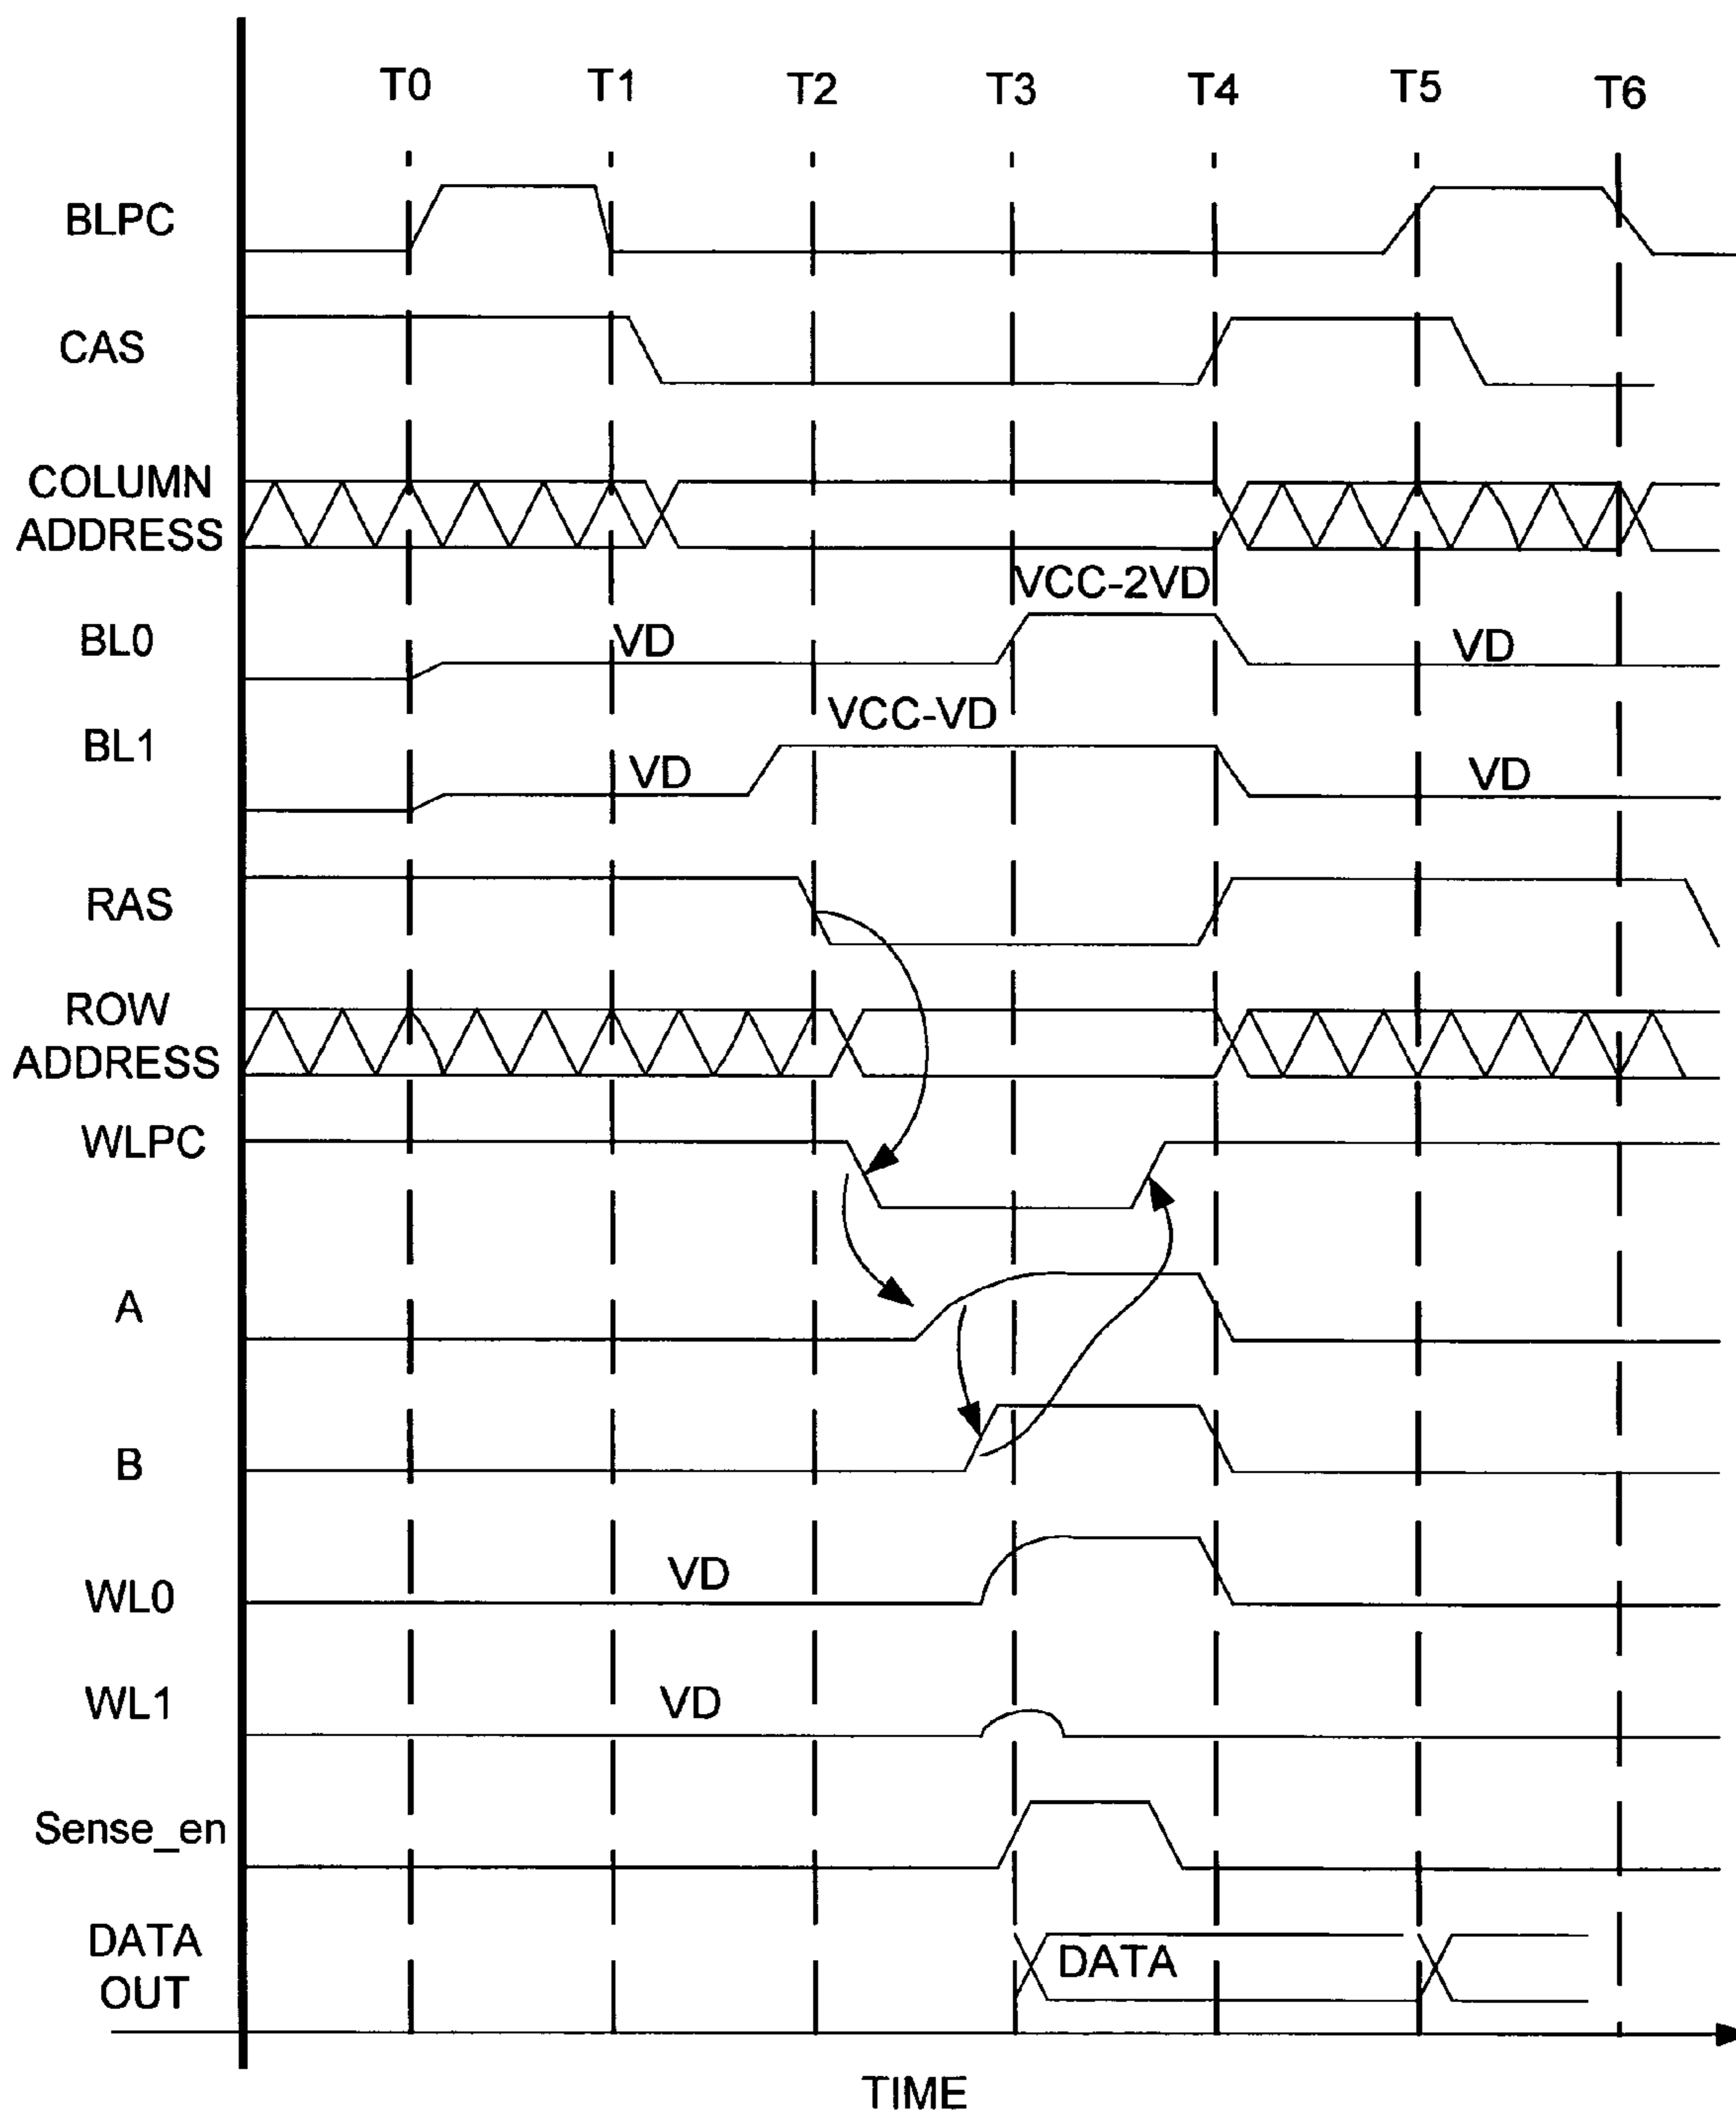 T0 T1 T2 T3 T4 T5 T6
BLPC
CAS
COLUMN
ADDRESS
VCC-2VD
BL0 VD VD
VCC-VD
BL1 VD VD
RAS
ROW
ADDRESS
WLPC
A
B
WL0 VD
WL1 VD
Sense_en
DATA
OUT
DATA
TIME